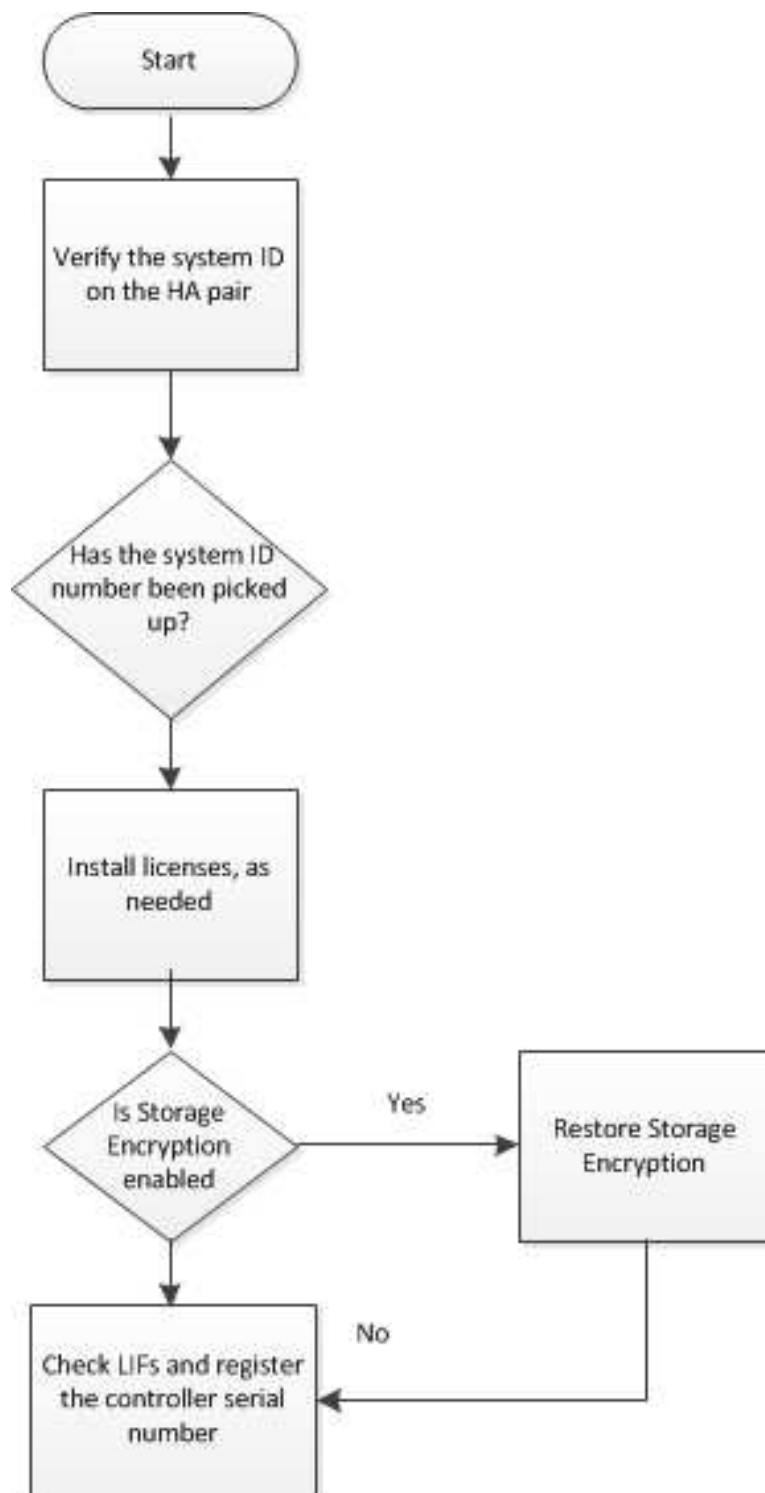 Start
Verify the system ID
on the HA pair
Has the system ID
number been picked
up?
Install licenses, as
needed
Is Storage
Encryption
enabled
Yes
Restore Storage
Encryption
No
Check LIFs and register
the controller serial
number